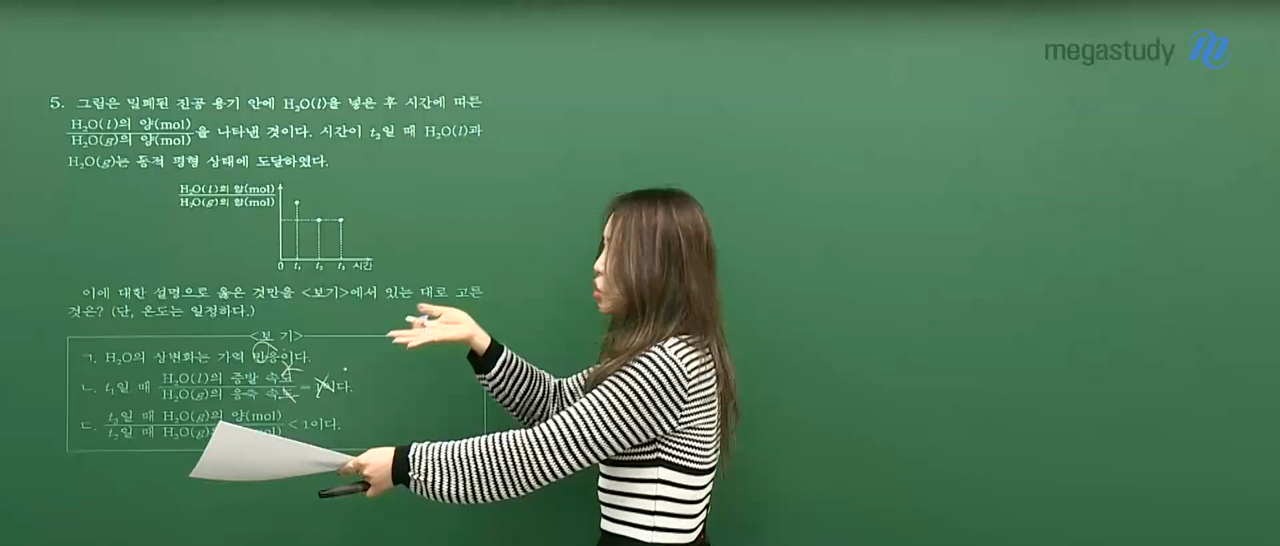 megastudy
5. 그림은 밀폐된 진공 용기 안에 H₂O(l)을 넣은 후 시간에 따른
H₂O(l)의 양(mol)
H₂O(g)의 양(mol)
을 나타낸 것이다. 시간이 t₂일 때 H₂O(l)과
H₂O(g)는 동적 평형 상태에 도달하였다.
H₂O(l)의 양(mol)
H₂O(g)의 양(mol)
0 t₁ t₂ t₃ 시간
이에 대한 설명으로 옳은 것만을 <보기>에서 있는 대로 고른
것은? (단, 온도는 일정하다.)
<보 기>
ㄱ. H₂O의 상변화는 가역 반응이다.
ㄴ. t₁일 때
H₂O(l)의 증발 속도
H₂O(g)의 응축 속도
= 이다.
ㄷ.
t₃일 때 H₂O(g)의 양(mol)
t₂일 때 H₂O(g)
< 1이다.